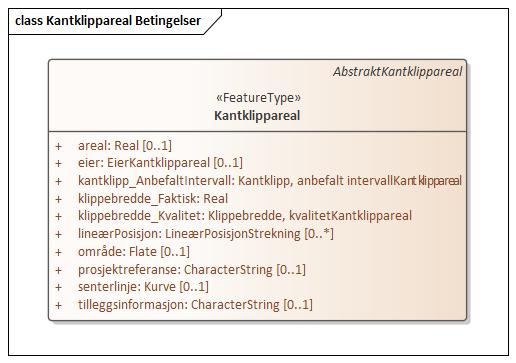 class Kantklippareal Betingelser
AbstraktKantklippareal
«FeatureType»
Kantklippareal
+ areal: Real [0..1]
+ eier: EierKantklippareal [0..1]
+ kantklipp_AnbefaltIntervall: Kantklipp, anbefalt intervallKantklippareal
+ klippebredde_Faktisk: Real
+ klippebredde_Kvalitet: Klippebredde, kvalitetKantklippareal
+ lineærPosisjon: LineærPosisjonStrekning [0..*]
+ område: Flate [0..1]
+ prosjektreferanse: CharacterString [0..1]
+ senterlinje: Kurve [0..1]
+ tilleggsinformasjon: CharacterString [0..1]